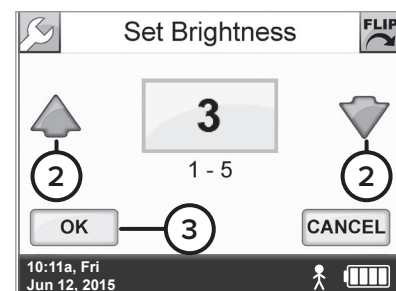 Set Brightness
FLIP
3
2
2
1 - 5
OK
3
CANCEL
10:11a, Fri
Jun 12, 2015